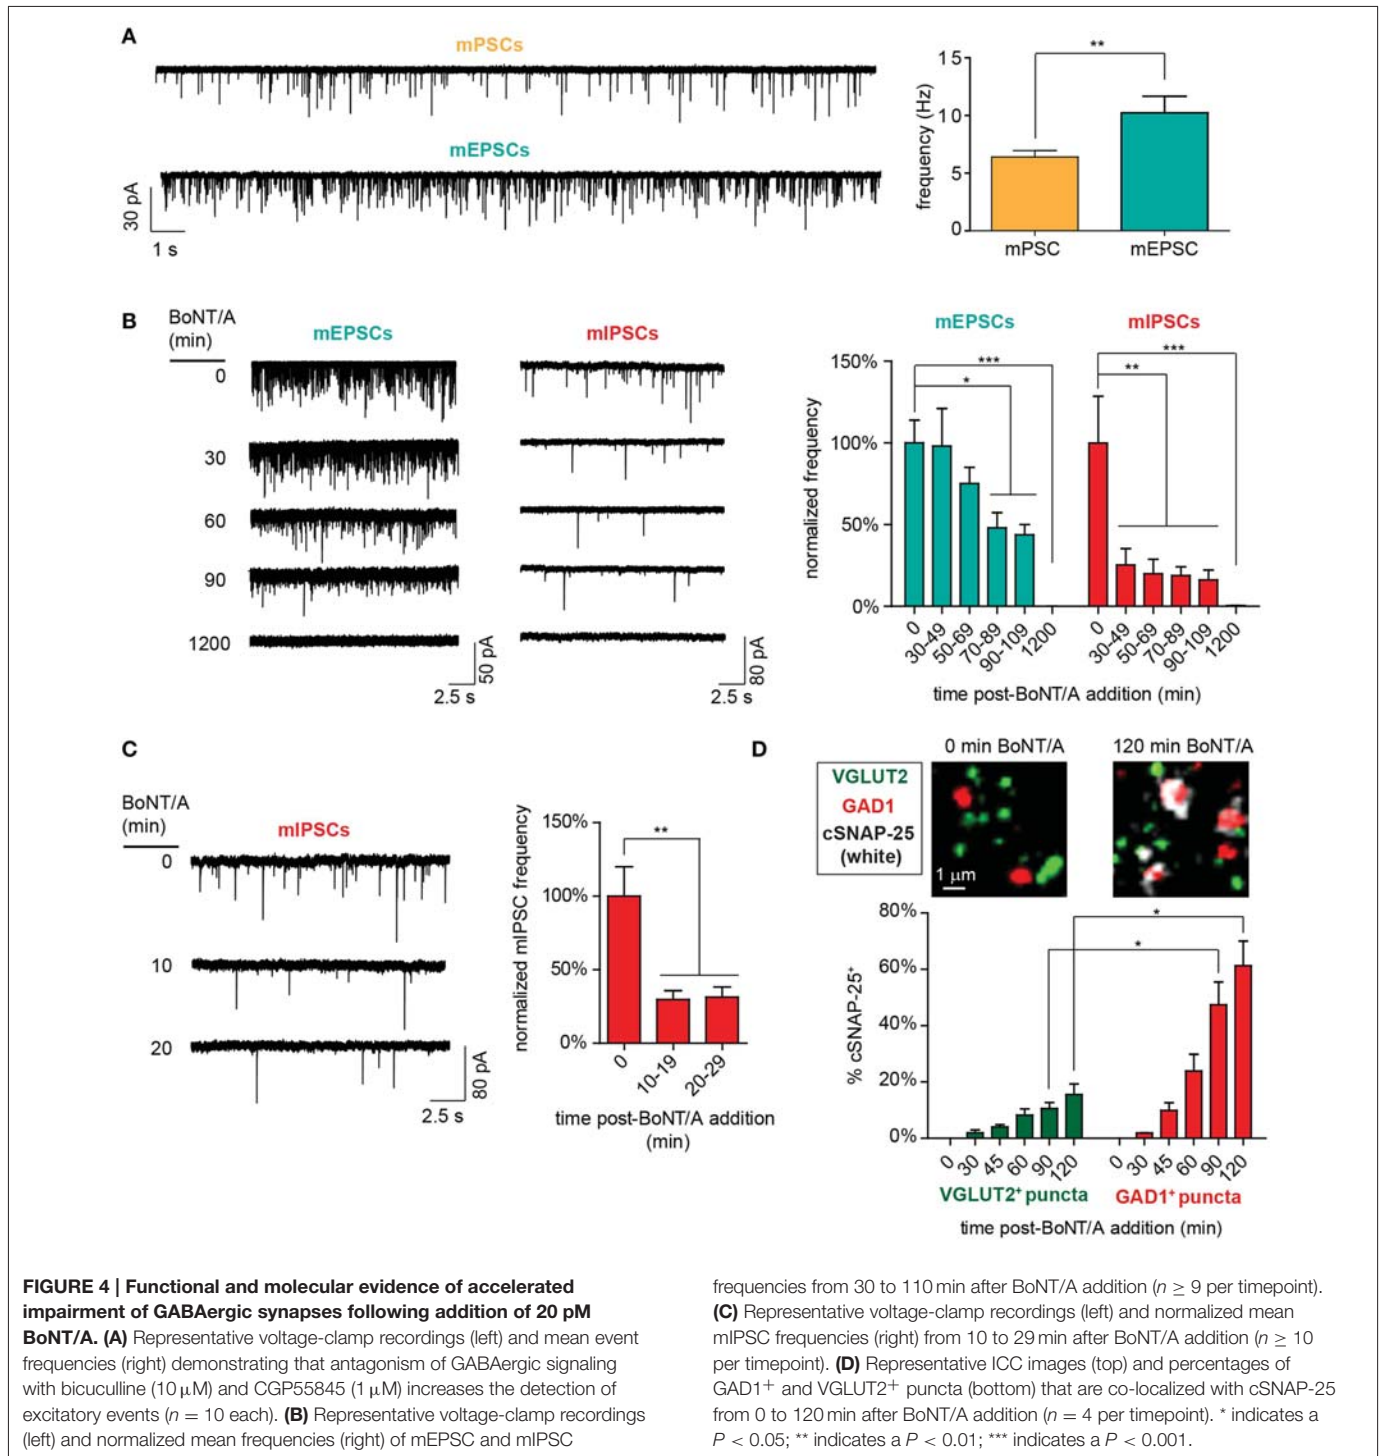 A
mPSCs
mEPSCs
30 pA
1 s
frequency (Hz)
15
10
5
0
**
mPSC
mEPSC
B
BoNT/A
(min)
mEPSCs
mIPSCs
0
30
60
90
1200
50 pA
2.5 s
80 pA
2.5 s
mEPSCs
mIPSCs
normalized frequency
150%
100%
50%
0%
***
*
***
**
0
30-49
50-69
70-89
90-109
1200
0
30-49
50-69
70-89
90-109
1200
time post-BoNT/A addition (min)
C
BoNT/A
(min)
mIPSCs
0
10
20
80 pA
2.5 s
normalized mIPSC frequency
150%
100%
50%
0%
**
0
10-19
20-29
time post-BoNT/A addition
(min)
D
0 min BoNT/A
120 min BoNT/A
VGLUT2
GAD1
cSNAP-25
(white)
1 μm
% cSNAP-25⁺
80%
60%
40%
20%
0%
*
*
0
30
45
60
90
120
0
30
45
60
90
120
VGLUT2⁺ puncta
GAD1⁺ puncta
time post-BoNT/A addition (min)
FIGURE 4 | Functional and molecular evidence of accelerated
impairment of GABAergic synapses following addition of 20 pM
BoNT/A. (A) Representative voltage-clamp recordings (left) and mean event
frequencies (right) demonstrating that antagonism of GABAergic signaling
with bicuculline (10 μM) and CGP55845 (1 μM) increases the detection of
excitatory events (n = 10 each). (B) Representative voltage-clamp recordings
(left) and normalized mean frequencies (right) of mEPSC and mIPSC
frequencies from 30 to 110 min after BoNT/A addition (n ≥ 9 per timepoint).
(C) Representative voltage-clamp recordings (left) and normalized mean
mIPSC frequencies (right) from 10 to 29 min after BoNT/A addition (n ≥ 10
per timepoint). (D) Representative ICC images (top) and percentages of
GAD1+ and VGLUT2+ puncta (bottom) that are co-localized with cSNAP-25
from 0 to 120 min after BoNT/A addition (n = 4 per timepoint). * indicates a
P < 0.05; ** indicates a P < 0.01; *** indicates a P < 0.001.